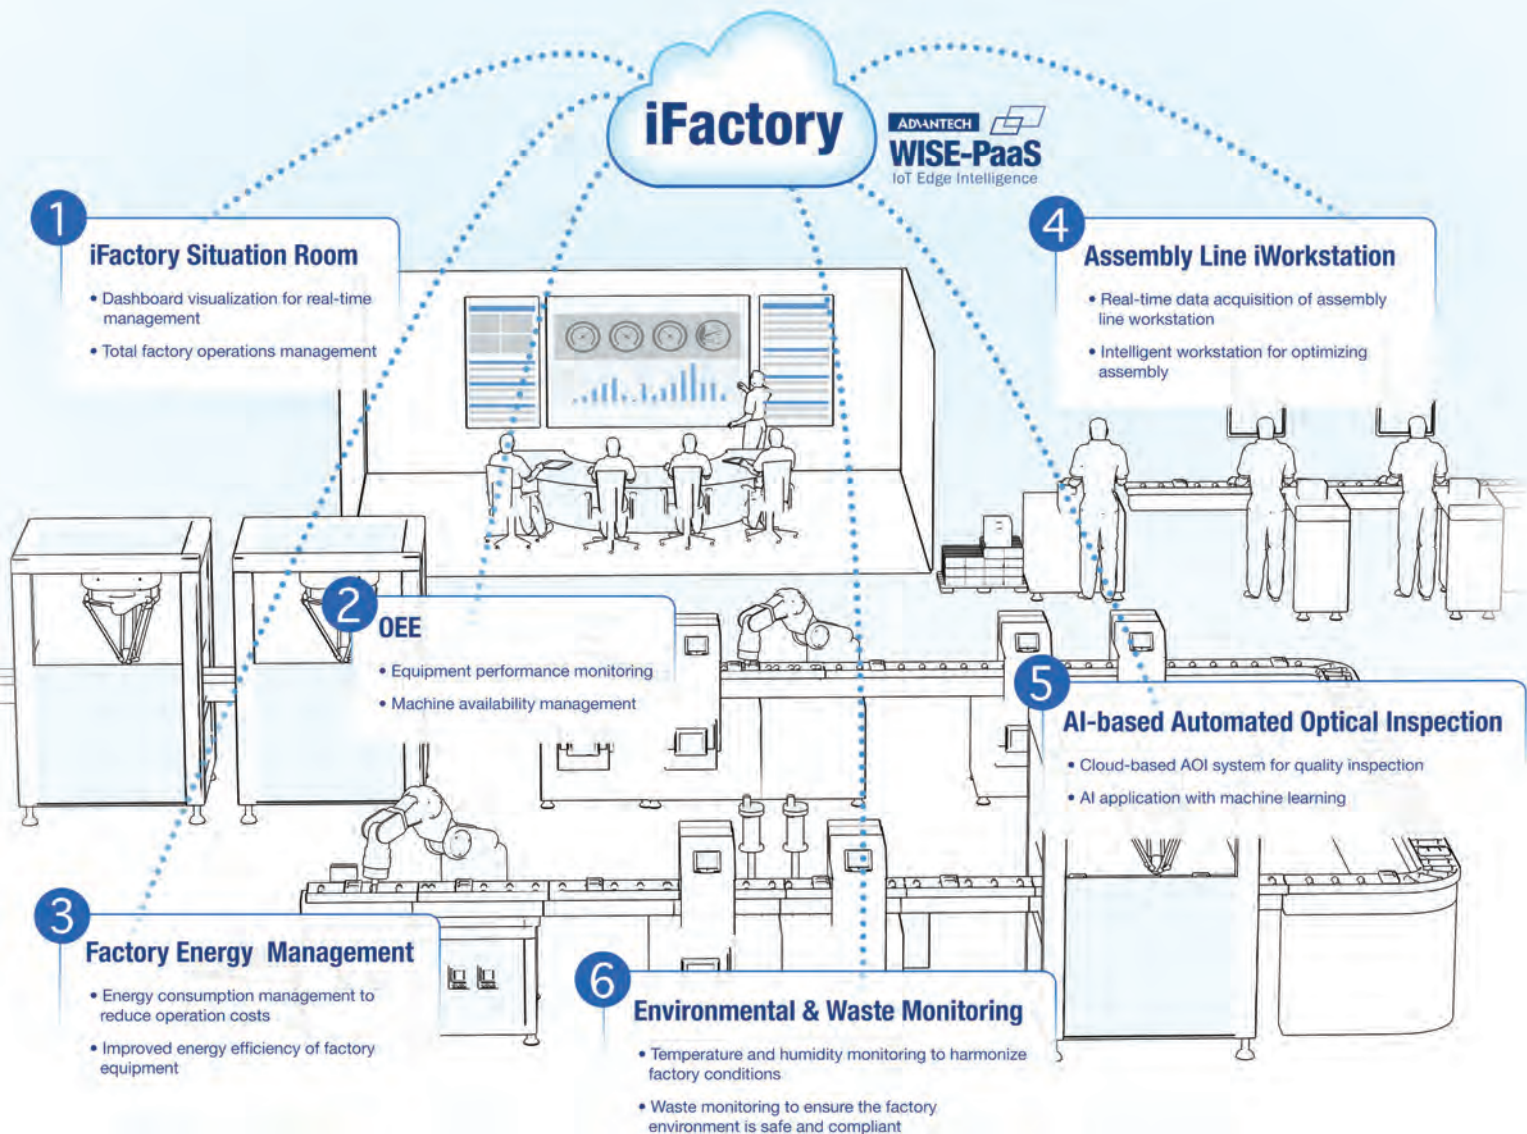 iFactory
ADVANTECH
WISE-PaaS
IoT Edge Intelligence
1
iFactory Situation Room
• Dashboard visualization for real-time
management
• Total factory operations management
2
OEE
• Equipment performance monitoring
• Machine availability management
3
Factory Energy Management
• Energy consumption management to
reduce operation costs
• Improved energy efficiency of factory
equipment
4
Assembly Line iWorkstation
• Real-time data acquisition of assembly
line workstation
• Intelligent workstation for optimizing
assembly
5
AI-based Automated Optical Inspection
• Cloud-based AOI system for quality inspection
• AI application with machine learning
6
Environmental & Waste Monitoring
• Temperature and humidity monitoring to harmonize
factory conditions
• Waste monitoring to ensure the factory
environment is safe and compliant